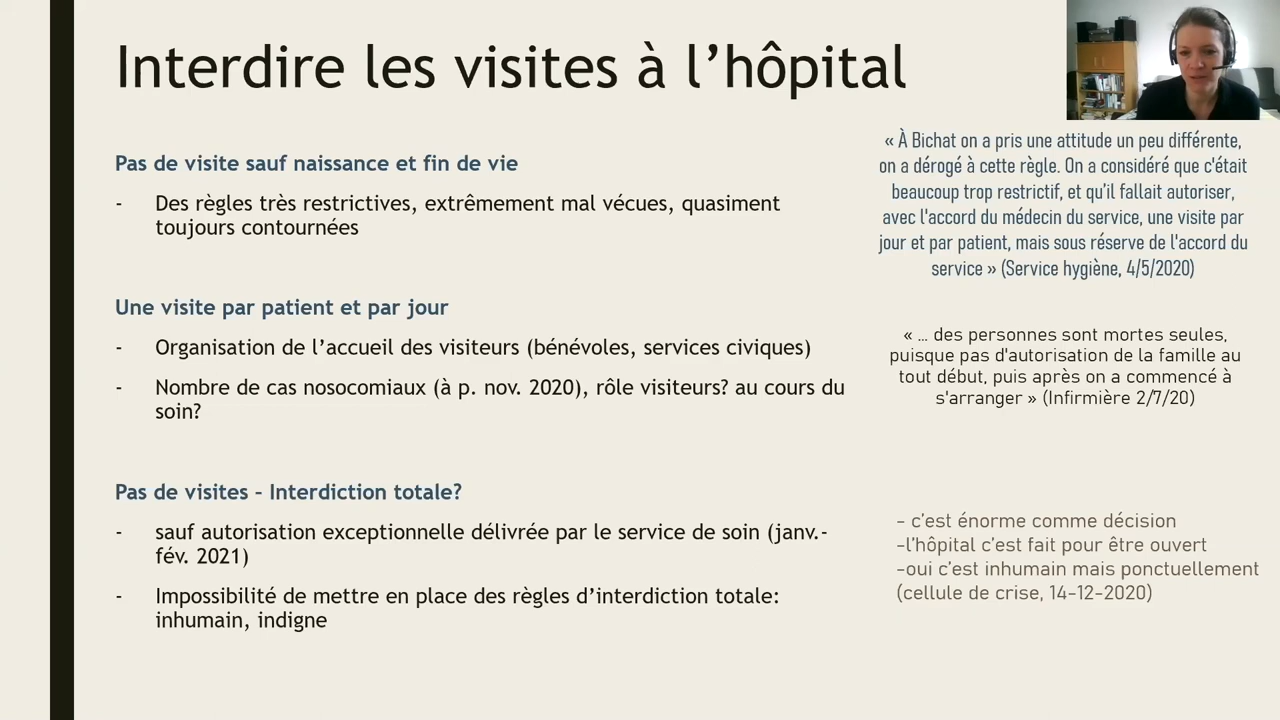 Interdire les visites à l’hôpital
Pas de visite sauf naissance et fin de vie
- Des règles très restrictives, extrêmement mal vécues, quasiment
toujours contournées
Une visite par patient et par jour
- Organisation de l’accueil des visiteurs (bénévoles, services civiques)
- Nombre de cas nosocomiaux (à p. nov. 2020), rôle visiteurs? au cours du
soin?
Pas de visites – Interdiction totale?
- sauf autorisation exceptionnelle délivrée par le service de soin (janv.-
fév. 2021)
- Impossibilité de mettre en place des règles d’interdiction totale:
inhumain, indigne
« À Bichat on a pris une attitude un peu différente,
on a dérogé à cette règle. On a considéré que c'était
beaucoup trop restrictif, et qu’il fallait autoriser,
avec l'accord du médecin du service, une visite par
jour et par patient, mais sous réserve de l'accord du
service » (Service hygiène, 4/5/2020)
« … des personnes sont mortes seules,
puisque pas d'autorisation de la famille au
tout début, puis après on a commencé à
s'arranger » (Infirmière 2/7/20)
- c’est énorme comme décision
-l’hôpital c’est fait pour être ouvert
-oui c’est inhumain mais ponctuellement
(cellule de crise, 14-12-2020)